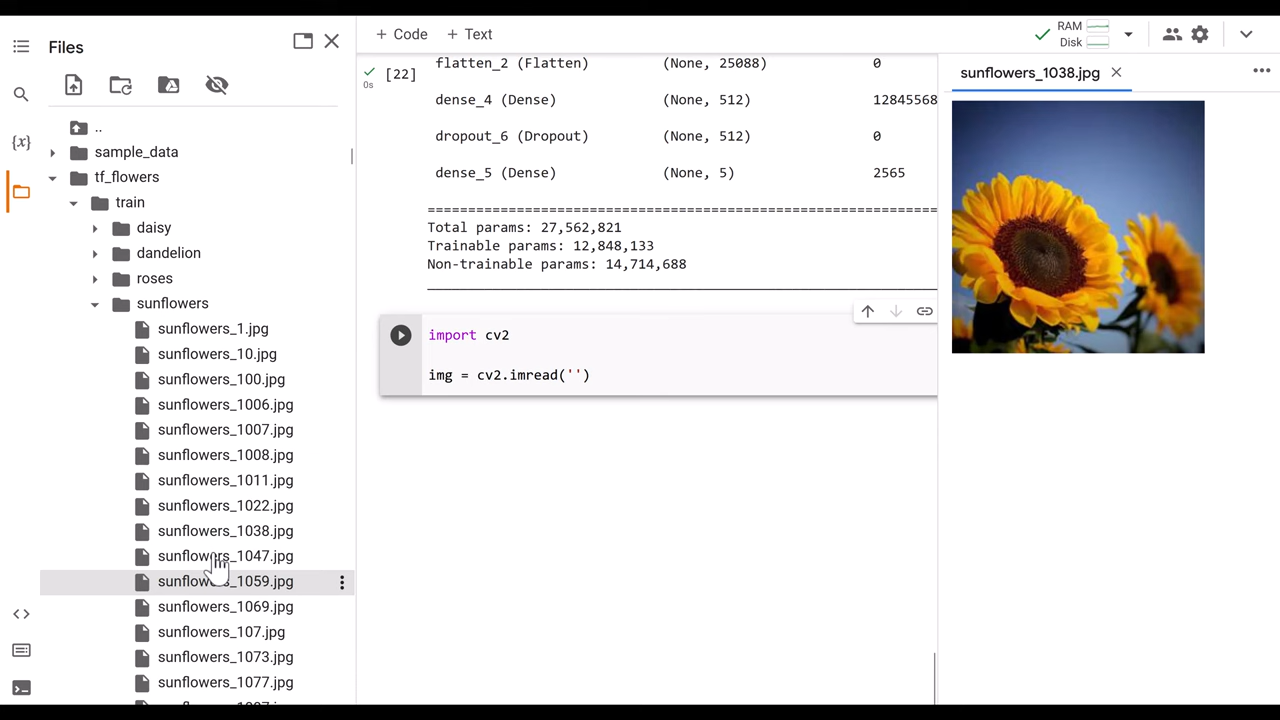 Files
..
sample_data
tf_flowers
train
daisy
dandelion
roses
sunflowers
sunflowers_1.jpg
sunflowers_10.jpg
sunflowers_100.jpg
sunflowers_1006.jpg
sunflowers_1007.jpg
sunflowers_1008.jpg
sunflowers_1011.jpg
sunflowers_1022.jpg
sunflowers_1038.jpg
sunflowers_1047.jpg
sunflowers_1059.jpg
sunflowers_1069.jpg
sunflowers_107.jpg
sunflowers_1073.jpg
sunflowers_1077.jpg
+ Code + Text
RAM
Disk
[22]
0s
flatten_2 (Flatten) (None, 25088) 0
dense_4 (Dense) (None, 512) 12845568
dropout_6 (Dropout) (None, 512) 0
dense_5 (Dense) (None, 5) 2565
Total params: 27,562,821
Trainable params: 12,848,133
Non-trainable params: 14,714,688
import cv2
img = cv2.imread('')
sunflowers_1038.jpg